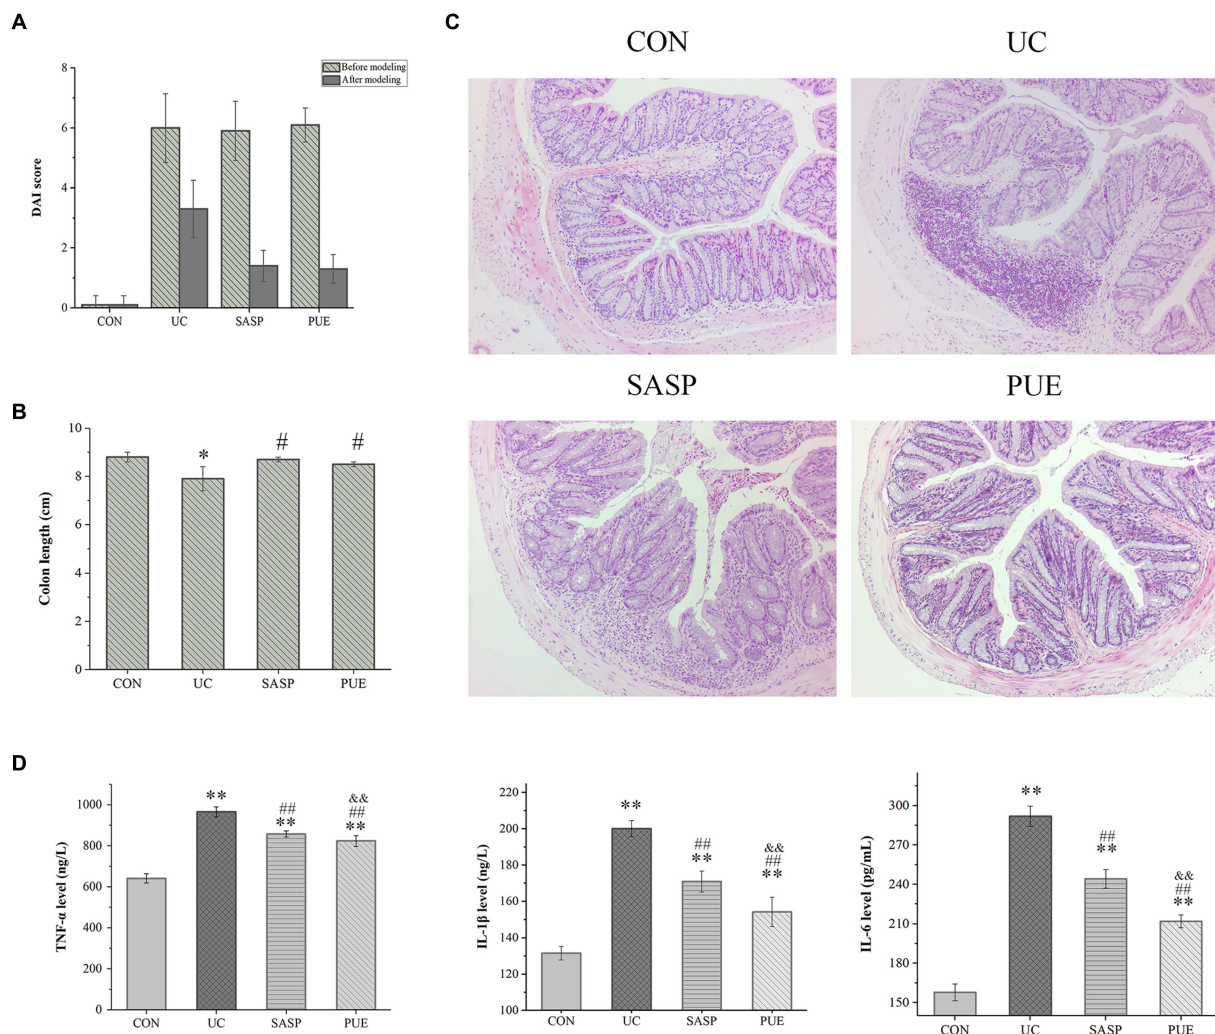 A
Before modeling
After modeling
8
6
4
2
0
DAI score
CON UC SASP PUE
B
10
8
6
4
2
0
Colon length (cm)
* # #
CON UC SASP PUE
C
CON UC
SASP PUE
D
1000
800
600
400
200
0
TNF-α level (ng/L)
**
##
**
&&
##
**
CON UC SASP PUE
220
200
180
160
140
120
100
IL-1β level (ng/L)
**
##
**
&&
##
**
CON UC SASP PUE
300
270
240
210
180
150
IL-6 level (pg/mL)
**
##
**
&&
##
**
CON UC SASP PUE